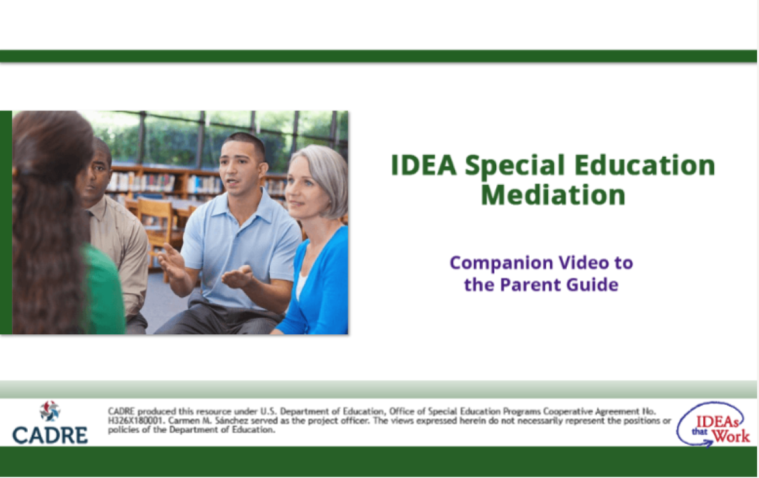 IDEA Special Education
Mediation
Companion Video to
the Parent Guide
CADRE
CADRE produced this resource under U.S. Department of Education, Office of Special Education Programs Cooperative Agreement No.
H326X180001. Carmen M. Sánchez served as the project officer. The views expressed herein do not necessarily represent the positions or
policies of the Department of Education.
IDEAs
that Work